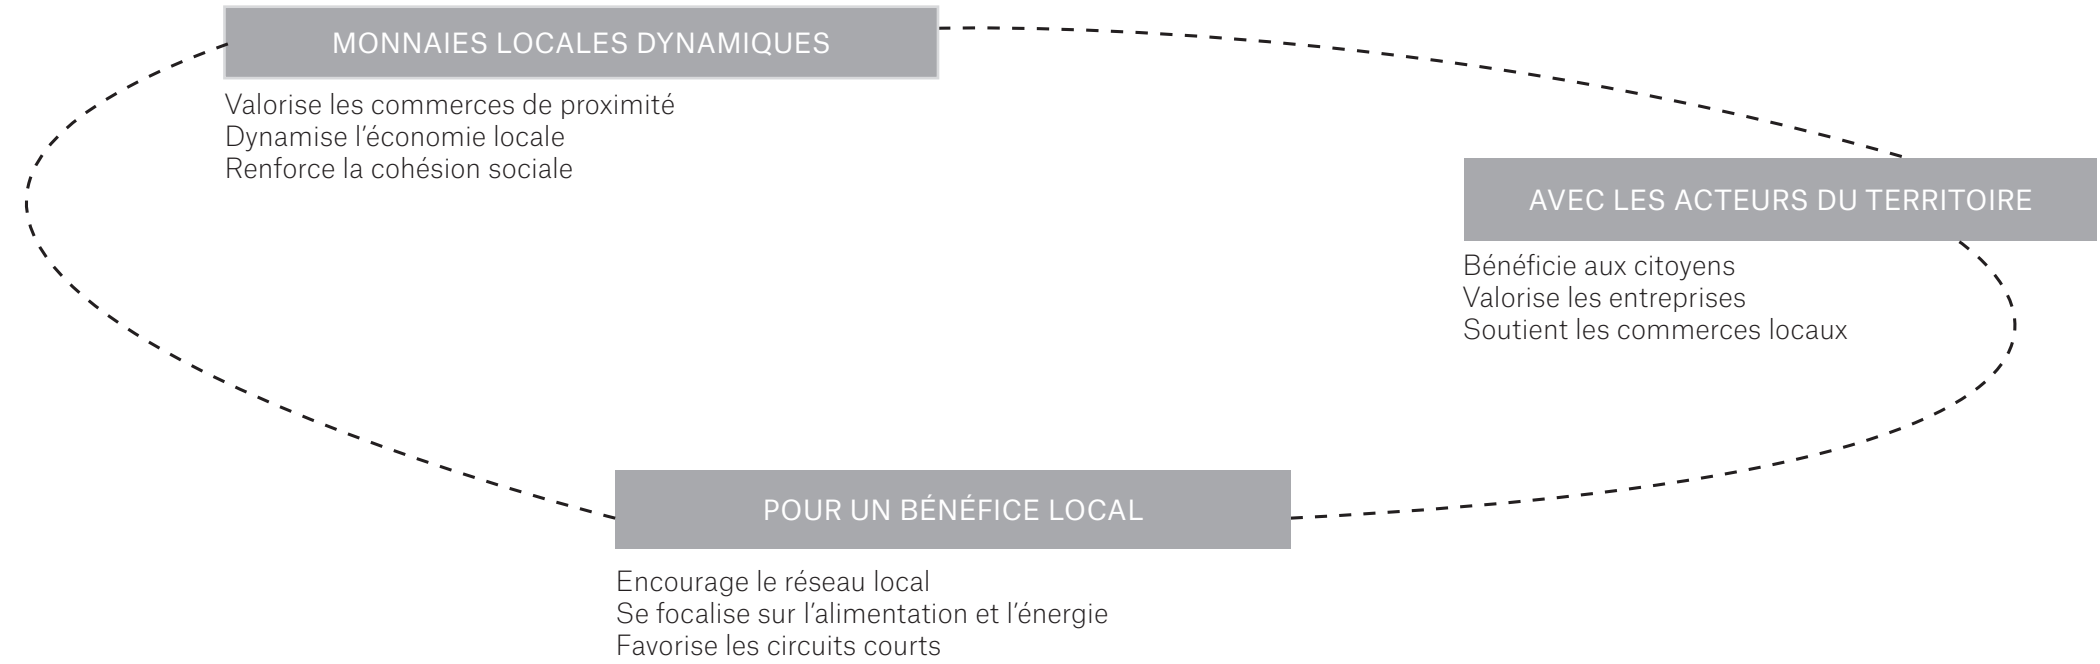 MONNAIES LOCALES DYNAMIQUES
Valorise les commerces de proximité
Dynamise l'économie locale
Renforce la cohésion sociale
AVEC LES ACTEURS DU TERRITOIRE
Bénéficie aux citoyens
Valorise les entreprises
Soutient les commerces locaux
POUR UN BÉNÉFICE LOCAL
Encourage le réseau local
Se focalise sur l'alimentation et l'énergie
Favorise les circuits courts